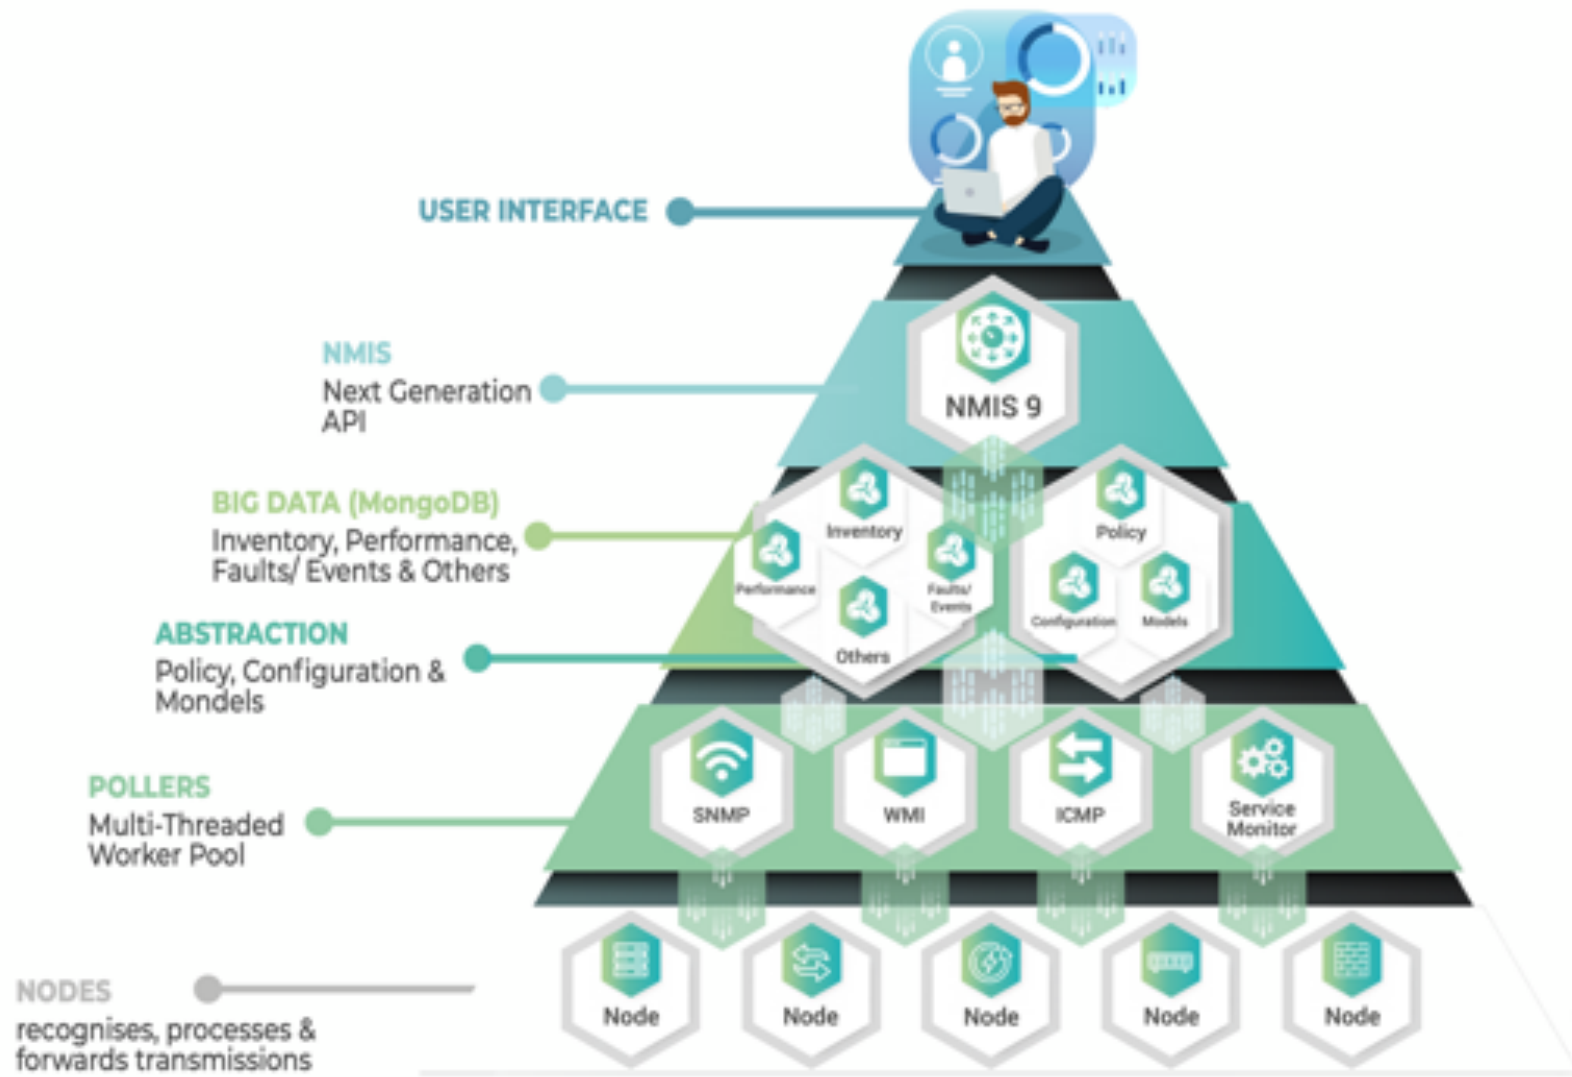 USER INTERFACE
NMIS
Next Generation
API
NMIS 9
BIG DATA (MongoDB)
Inventory, Performance,
Faults/ Events & Others
Inventory
Performance
Faults/
Events
Others
Policy
Configuration
Models
ABSTRACTION
Policy, Configuration &
Mondels
POLLERS
Multi-Threaded
Worker Pool
SNMP
WMI
ICMP
Service
Monitor
NODES
recognises, processes &
forwards transmissions
Node
Node
Node
Node
Node